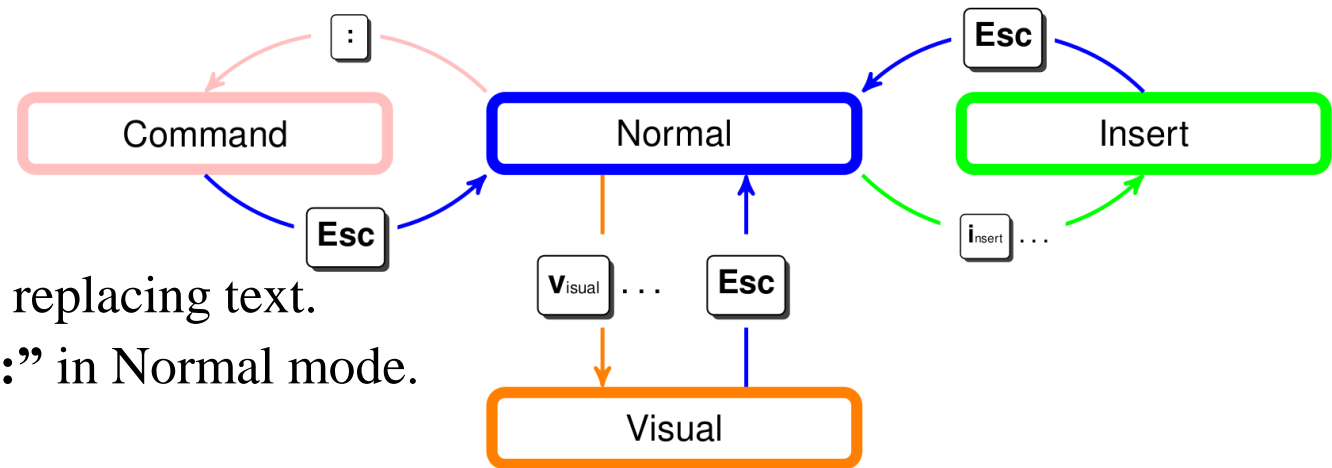 :
Esc
Command
Normal
Insert
Esc
insert ...
replacing text.
visual ...
Esc
:” in Normal mode.
Visual